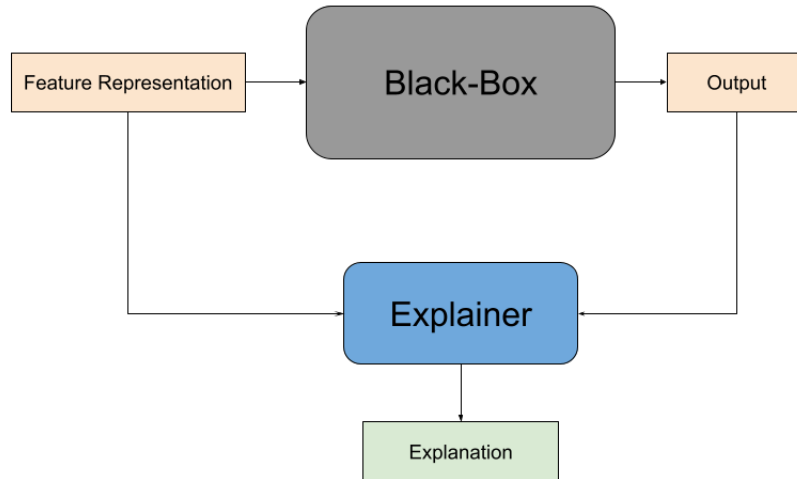 Feature Representation
Black-Box
Output
Explainer
Explanation